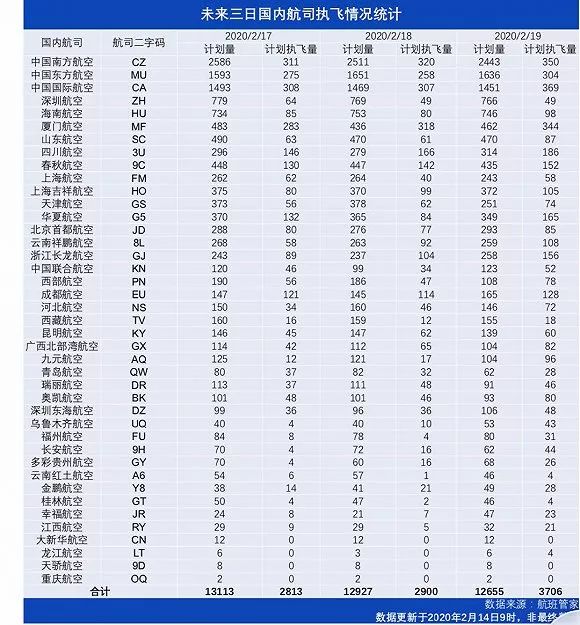 未来三日国内航司执飞情况统计
国内航司 航司二字码 2020/2/17 2020/2/18 2020/2/19
计划量 计划执飞量 计划量 计划执飞量 计划量 计划执飞量
中国南方航空 CZ 2586 311 2511 320 2443 350
中国东方航空 MU 1593 275 1651 258 1636 304
中国国际航空 CA 1493 308 1469 307 1451 369
深圳航空 ZH 779 64 769 49 766 49
海南航空 HU 734 85 753 80 746 98
厦门航空 MF 483 283 436 318 462 344
山东航空 SC 490 63 470 61 470 87
四川航空 3U 296 146 279 166 314 186
春秋航空 9C 448 130 447 142 435 152
上海航空 FM 262 62 264 40 243 58
上海吉祥航空 HO 375 80 370 99 372 105
天津航空 GS 373 56 378 62 251 74
华夏航空 G5 370 132 365 84 349 165
北京首都航空 JD 288 80 276 77 293 85
云南祥鹏航空 8L 268 58 263 92 259 108
浙江长龙航空 GJ 243 89 237 104 258 156
中国联合航空 KN 120 46 99 34 123 52
西部航空 PN 190 56 186 47 108 78
成都航空 EU 147 121 145 114 165 128
河北航空 NS 150 34 160 46 146 72
西藏航空 TV 160 16 159 12 155 18
昆明航空 KY 146 45 147 62 139 60
广西北部湾航空 GX 114 42 112 65 104 82
九元航空 AQ 125 12 121 17 104 96
青岛航空 QW 80 37 82 32 62 28
瑞丽航空 DR 113 37 111 48 91 46
奥凯航空 BK 101 48 101 46 93 80
深圳东海航空 DZ 99 36 96 36 106 48
乌鲁木齐航空 UQ 40 4 40 10 53 43
福州航空 FU 84 8 78 4 80 31
长安航空 9H 70 4 72 16 62 44
多彩贵州航空 GY 70 4 60 16 68 26
云南红土航空 A6 54 6 57 1 46 4
金鹏航空 Y8 38 14 41 21 49 28
桂林航空 GT 50 4 47 2 46 4
幸福航空 JR 24 8 21 7 47 23
江西航空 RY 29 9 29 5 32 21
大新华航空 CN 12 0 12 0 12 0
龙江航空 LT 6 0 3 0 6 4
天骄航空 9D 8 0 8 0 8 0
重庆航空 OQ 2 0 2 0 2 0
合计 13113 2813 12927 2900 12655 3706
数据来源：航班管家
数据更新于2020年2月14日9时，非最终